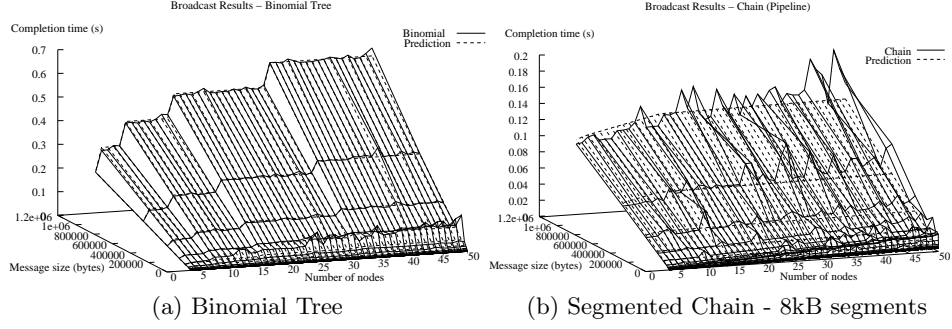 Broadcast Results – Binomial Tree
Completion time (s)
Binomial
Prediction
0.7
0.6
0.5
0.4
0.3
0.2
0.1
0
1.2e+06
1e+06
800000
600000
400000
200000
0
Message size (bytes)
0 5 10 15 20 25 30 35 40 45 50
Number of nodes
(a) Binomial Tree
Broadcast Results – Chain (Pipeline)
Completion time (s)
Chain
Prediction
0.2
0.18
0.16
0.14
0.12
0.1
0.08
0.06
0.04
0.02
0
1.2e+06
1e+06
800000
600000
400000
200000
0
Message size (bytes)
0 5 10 15 20 25 30 35 40 45 50
Number of nodes
(b) Segmented Chain - 8kB segments